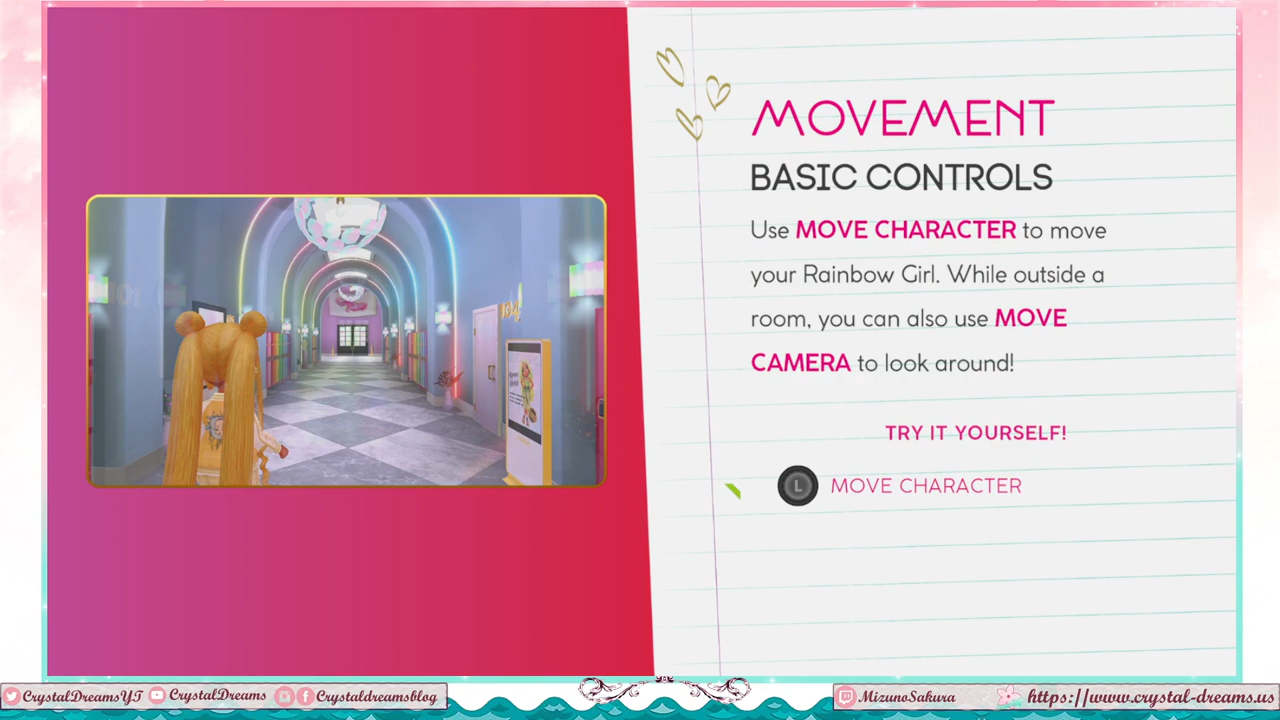 MOVEMENT
BASIC CONTROLS
Use MOVE CHARACTER to move
your Rainbow Girl. While outside a
room, you can also use MOVE
CAMERA to look around!
TRY IT YOURSELF!
L MOVE CHARACTER
CrystalDreamsYT CrystalDreams Crystaldreamsblog
MizunoSakura https://www.crystal-dreams.us